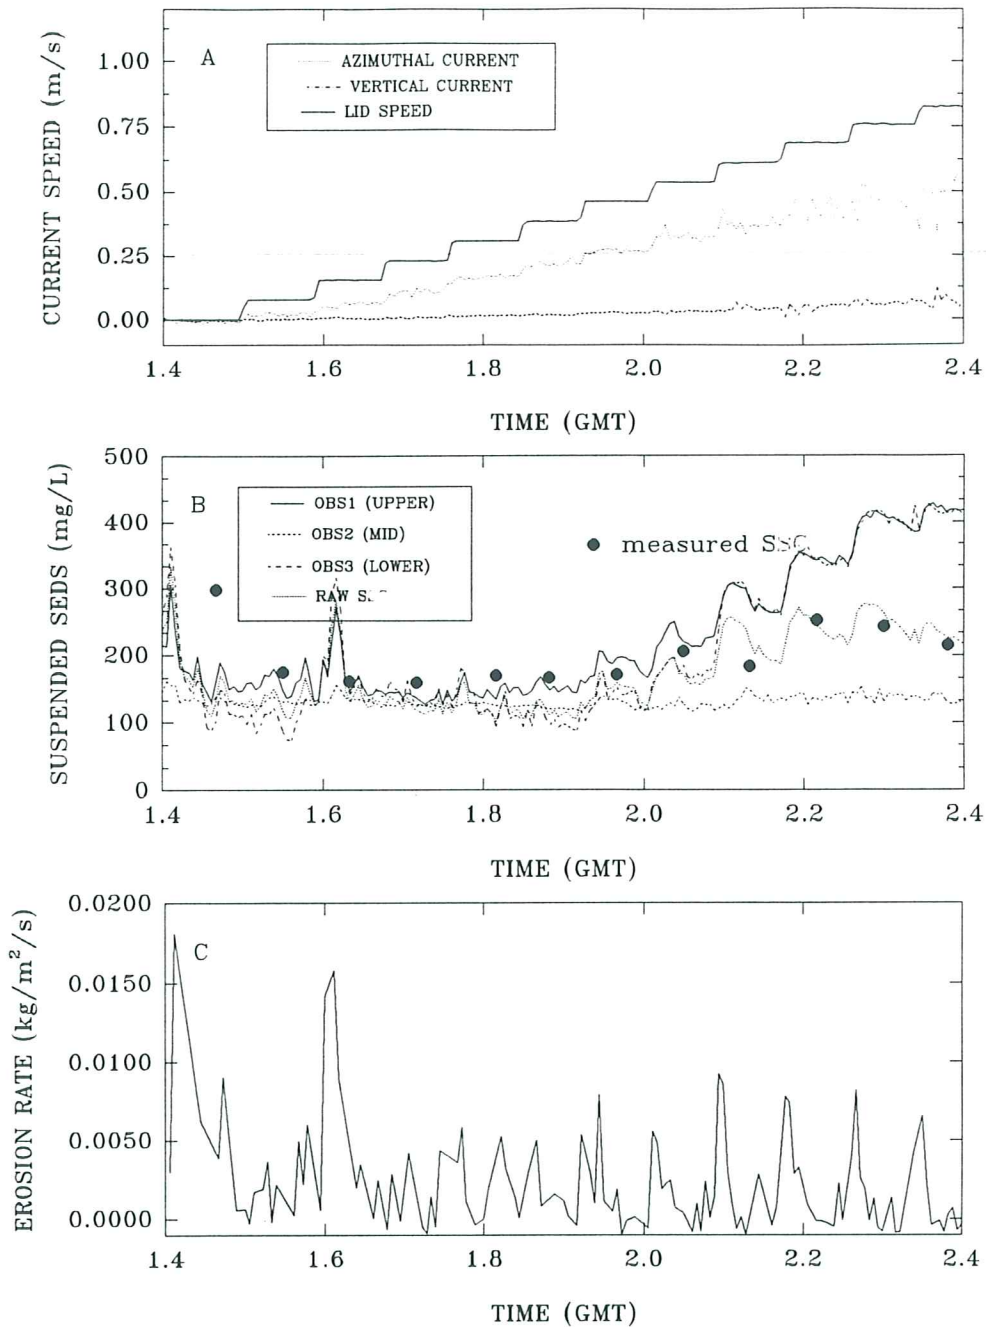 A
AZIMUTHAL CURRENT
VERTICAL CURRENT
LID SPEED
CURRENT SPEED (m/s)
1.00
0.75
0.50
0.25
0.00
1.4 1.6 1.8 2.0 2.2 2.4
TIME (GMT)
B
OBS1 (UPPER)
OBS2 (MID)
OBS3 (LOWER)
RAW
measured SSC
SUSPENDED SEDS (mg/L)
500
400
300
200
100
0
1.4 1.6 1.8 2.0 2.2 2.4
TIME (GMT)
C
EROSION RATE (kg/m²/s)
0.0200
0.0150
0.0100
0.0050
0.0000
1.4 1.6 1.8 2.0 2.2 2.4
TIME (GMT)